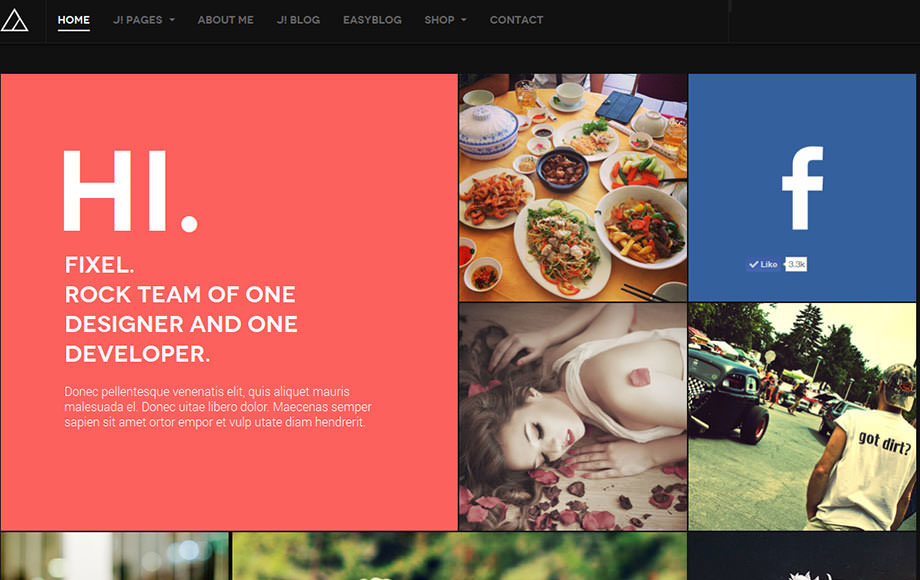 HOME
J! PAGES
ABOUT ME
J! BLOG
EASYBLOG
SHOP
CONTACT
HI.
FIXEL.
ROCK TEAM OF ONE
DESIGNER AND ONE
DEVELOPER.
Donec pellentesque venenatis elit, quis aliquet mauris
malesuada el. Donec uitae libero dolor. Maecenas semper
sapien sit amet ortor empor et vulp utate diam hendrerit.
f
Like 3.3k
got dirt?